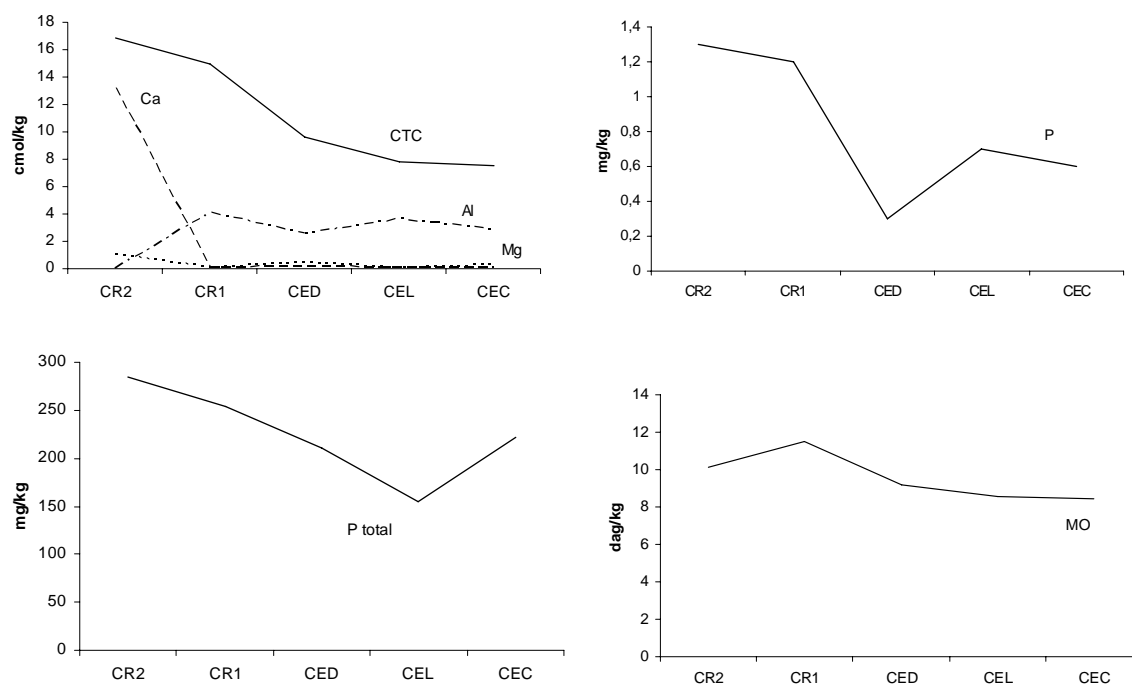 18
16
14
12
10
8
6
4
2
0
cmol/kg
Ca
CTC
Al
Mg
CR2 CR1 CED CEL CEC
1,4
1,2
1
0,8
0,6
0,4
0,2
0
mg/kg
P
CR2 CR1 CED CEL CEC
300
250
200
150
100
50
0
mg/kg
P total
CR2 CR1 CED CEL CEC
14
12
10
8
6
4
2
0
dag/kg
MO
CR2 CR1 CED CEL CEC